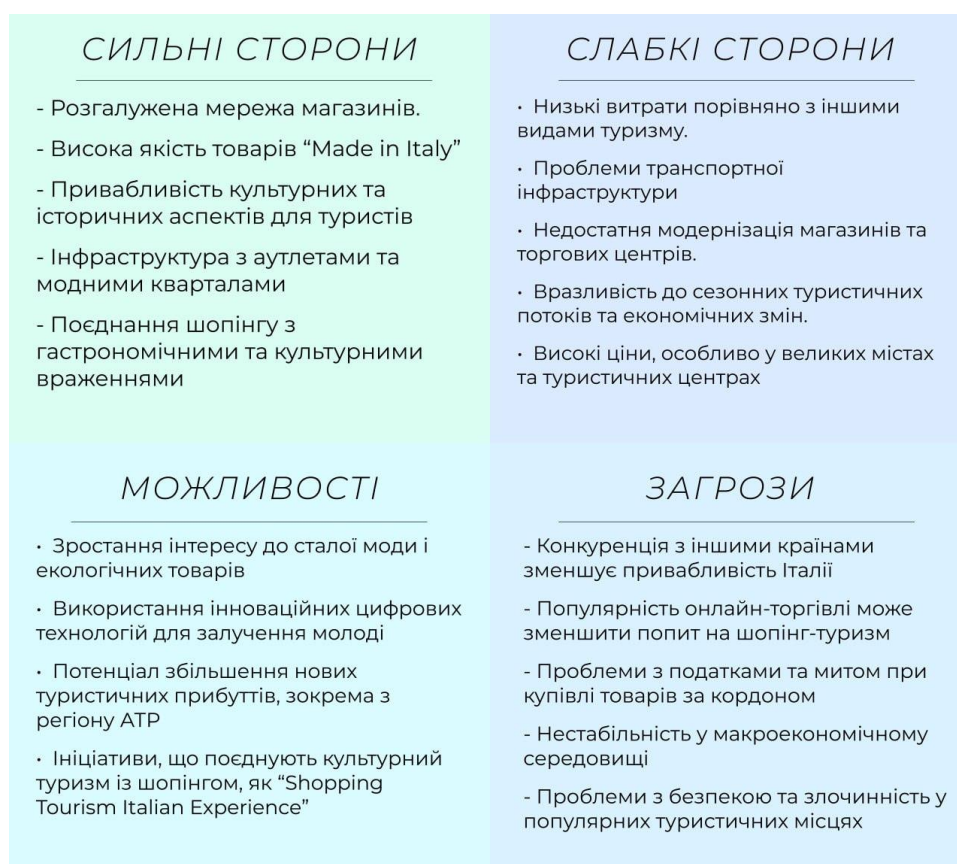 СИЛЬНІ СТОРОНИ
- Розгалужена мережа магазинів.
- Висока якість товарів “Made in Italy”
- Привабливість культурних та
історичних аспектів для туристів
- Інфраструктура з аутлетами та
модними кварталами
- Поєднання шопінгу з
гастрономічними та культурними
враженнями
СЛАБКІ СТОРОНИ
• Низькі витрати порівняно з іншими
видами туризму.
• Проблеми транспортної
інфраструктури
• Недостатня модернізація магазинів та
торгових центрів.
• Вразливість до сезонних туристичних
потоків та економічних змін.
• Високі ціни, особливо у великих містах
та туристичних центрах
МОЖЛИВОСТІ
• Зростання інтересу до сталої моди і
екологічних товарів
• Використання інноваційних цифрових
технологій для залучення молоді
• Потенціал збільшення нових
туристичних прибуттів, зокрема з
регіону АТР
• Ініціативи, що поєднують культурний
туризм із шопінгом, як “Shopping
Tourism Italian Experience”
ЗАГРОЗИ
- Конкуренція з іншими країнами
зменшує привабливість Італії
- Популярність онлайн-торгівлі може
зменшити попит на шопінг-туризм
- Проблеми з податками та митом при
купівлі товарів за кордоном
- Нестабільність у макроекономічному
середовищі
- Проблеми з безпекою та злочинність у
популярних туристичних місцях